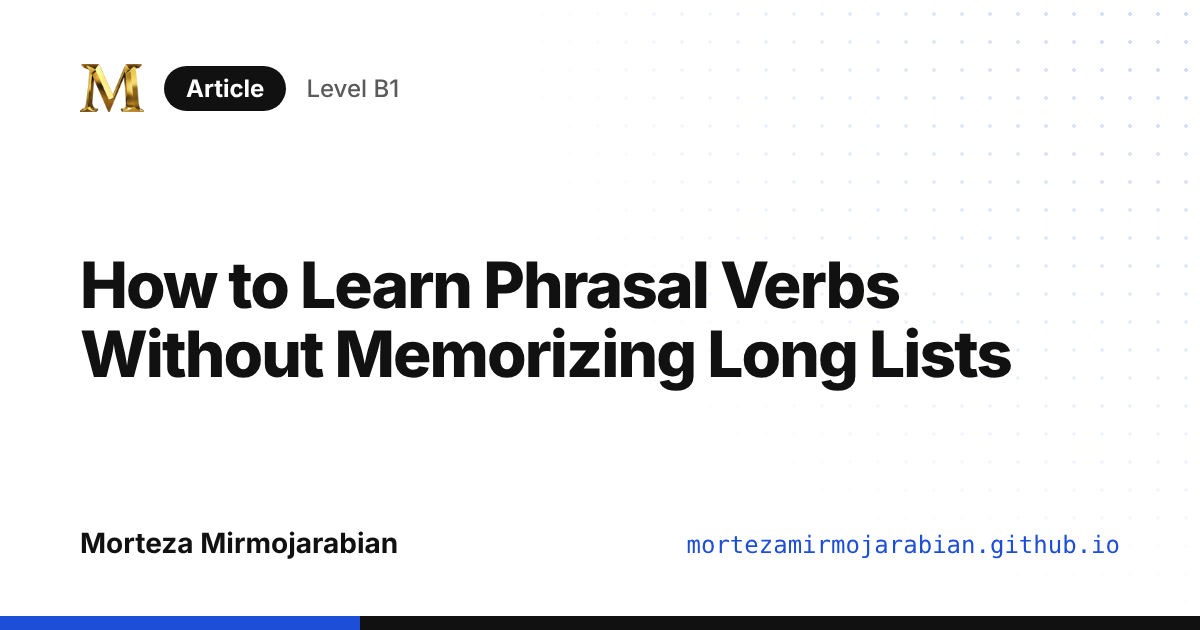 M
Article
Level B1
How to Learn Phrasal Verbs
Without Memorizing Long Lists
Morteza Mirmojarabian
mortezamirmojarabian.github.io